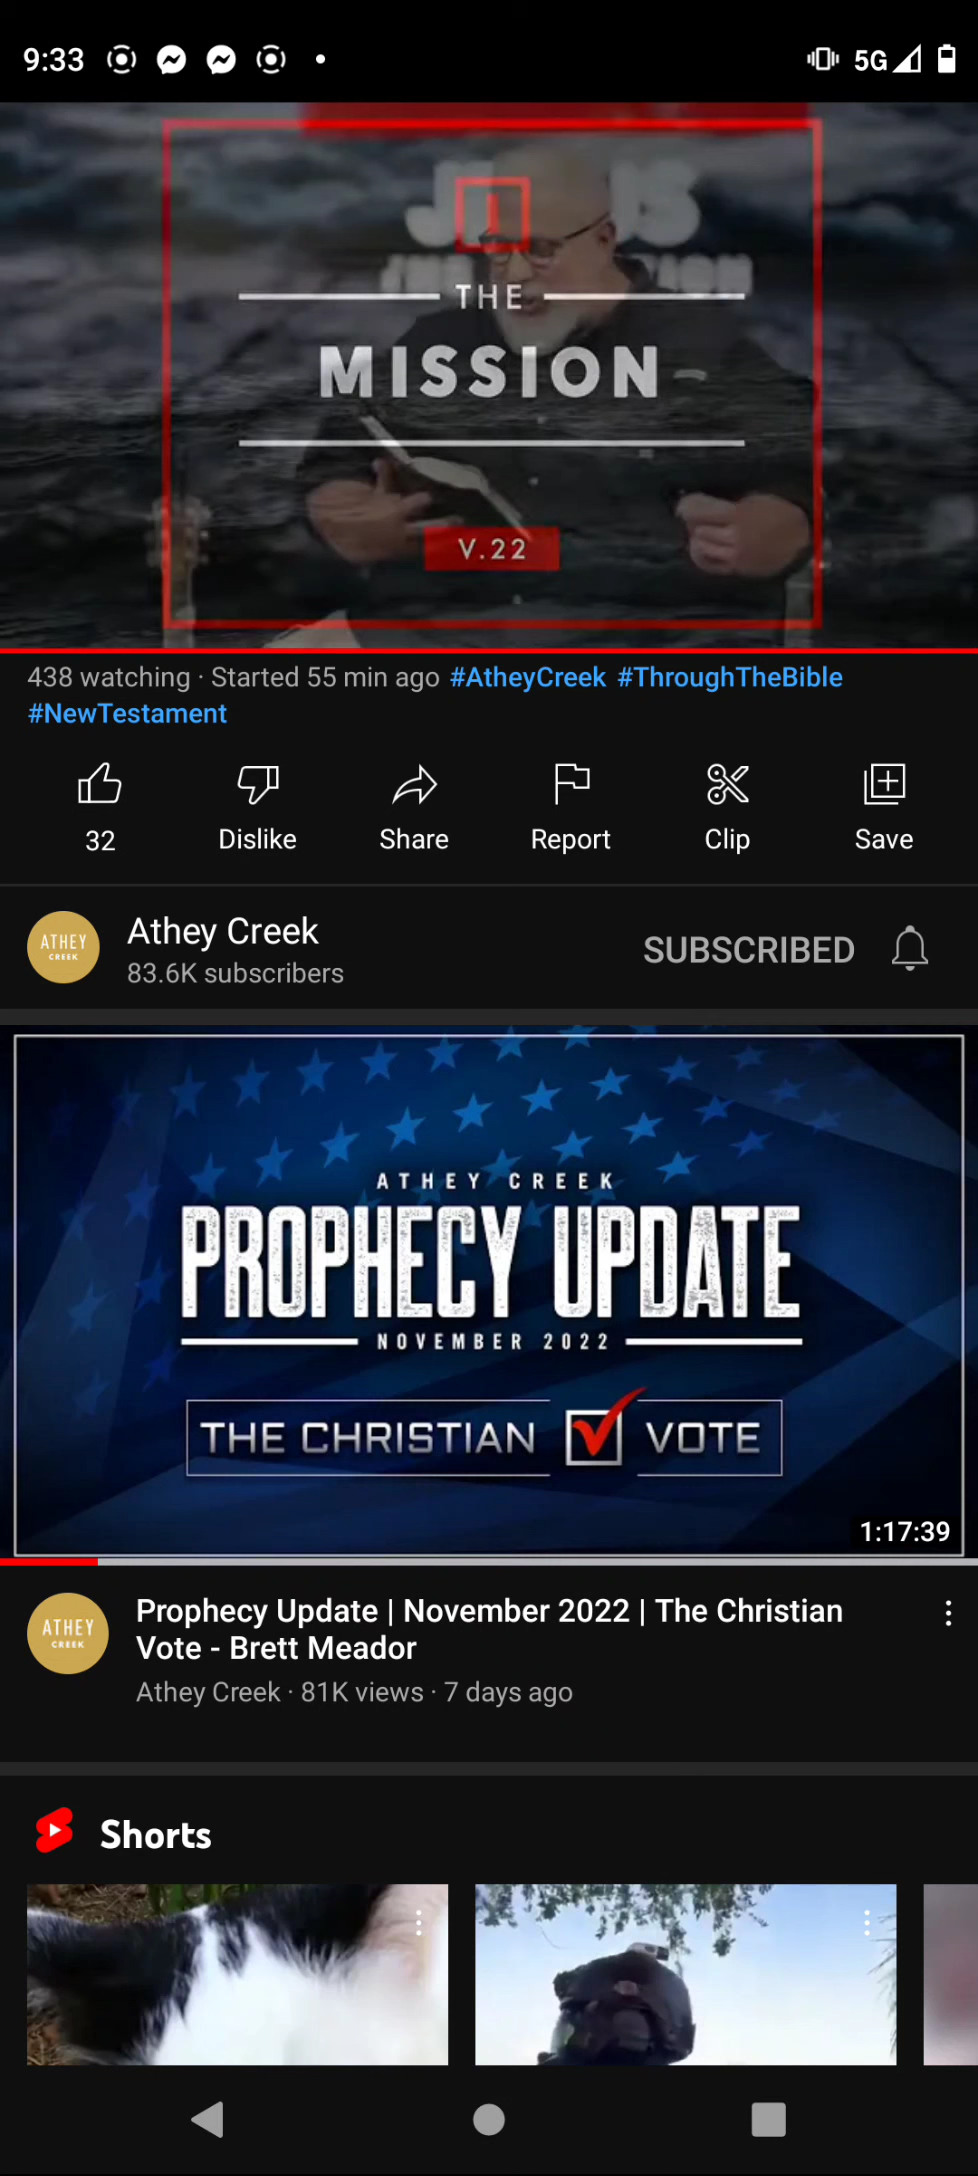 9:33
5G
THE
MISSION
V.22
438 watching · Started 55 min ago #AtheyCreek #ThroughTheBible
#NewTestament
32 Dislike Share Report Clip Save
ATHEY
CREEK
Athey Creek
83.6K subscribers
SUBSCRIBED
ATHEY CREEK
PROPHECY UPDATE
NOVEMBER 2022
THE CHRISTIAN VOTE
1:17:39
ATHEY
CREEK
Prophecy Update | November 2022 | The Christian
Vote - Brett Meador
Athey Creek · 81K views · 7 days ago
Shorts